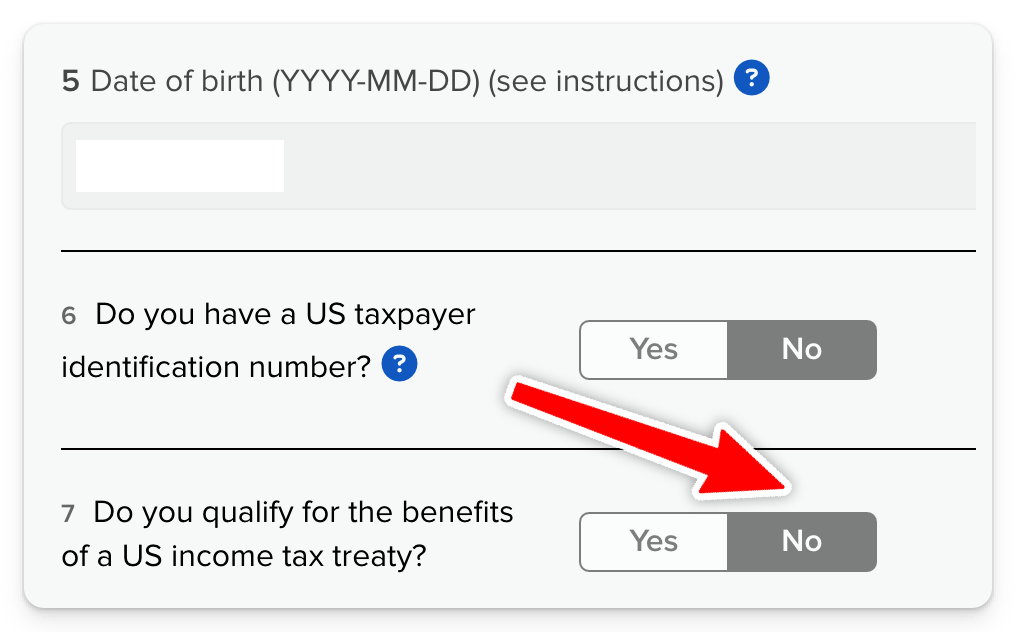 5 Date of birth (YYYY-MM-DD) (see instructions) ?
6 Do you have a US taxpayer
identification number? ?
Yes No
7 Do you qualify for the benefits
of a US income tax treaty?
Yes No